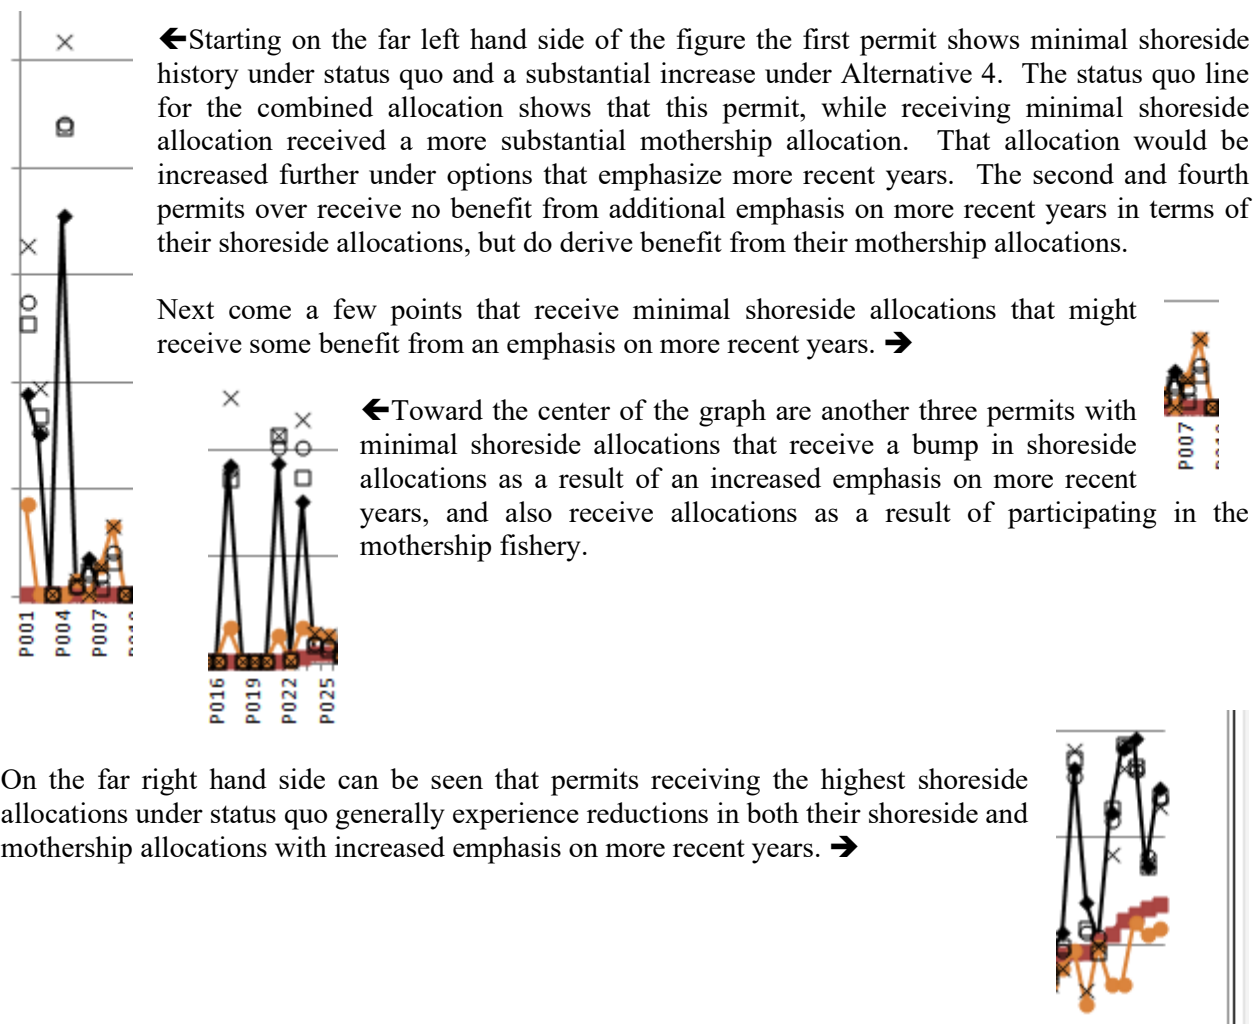 🡸Starting on the far left hand side of the figure the first permit shows minimal shoreside
history under status quo and a substantial increase under Alternative 4.  The status quo line
for the combined allocation shows that this permit, while receiving minimal shoreside
allocation received a more substantial mothership allocation.  That allocation would be
increased further under options that emphasize more recent years.  The second and fourth
permits over receive no benefit from additional emphasis on more recent years in terms of
their shoreside allocations, but do derive benefit from their mothership allocations.
P001
P004
P007
Next come a few points that receive minimal shoreside allocations that might
receive some benefit from an emphasis on more recent years. 🡺
P007
🡸Toward the center of the graph are another three permits with
minimal shoreside allocations that receive a bump in shoreside
allocations as a result of an increased emphasis on more recent
years, and also receive allocations as a result of participating in the
mothership fishery.
P016
P019
P022
P025
On the far right hand side can be seen that permits receiving the highest shoreside
allocations under status quo generally experience reductions in both their shoreside and
mothership allocations with increased emphasis on more recent years. 🡺